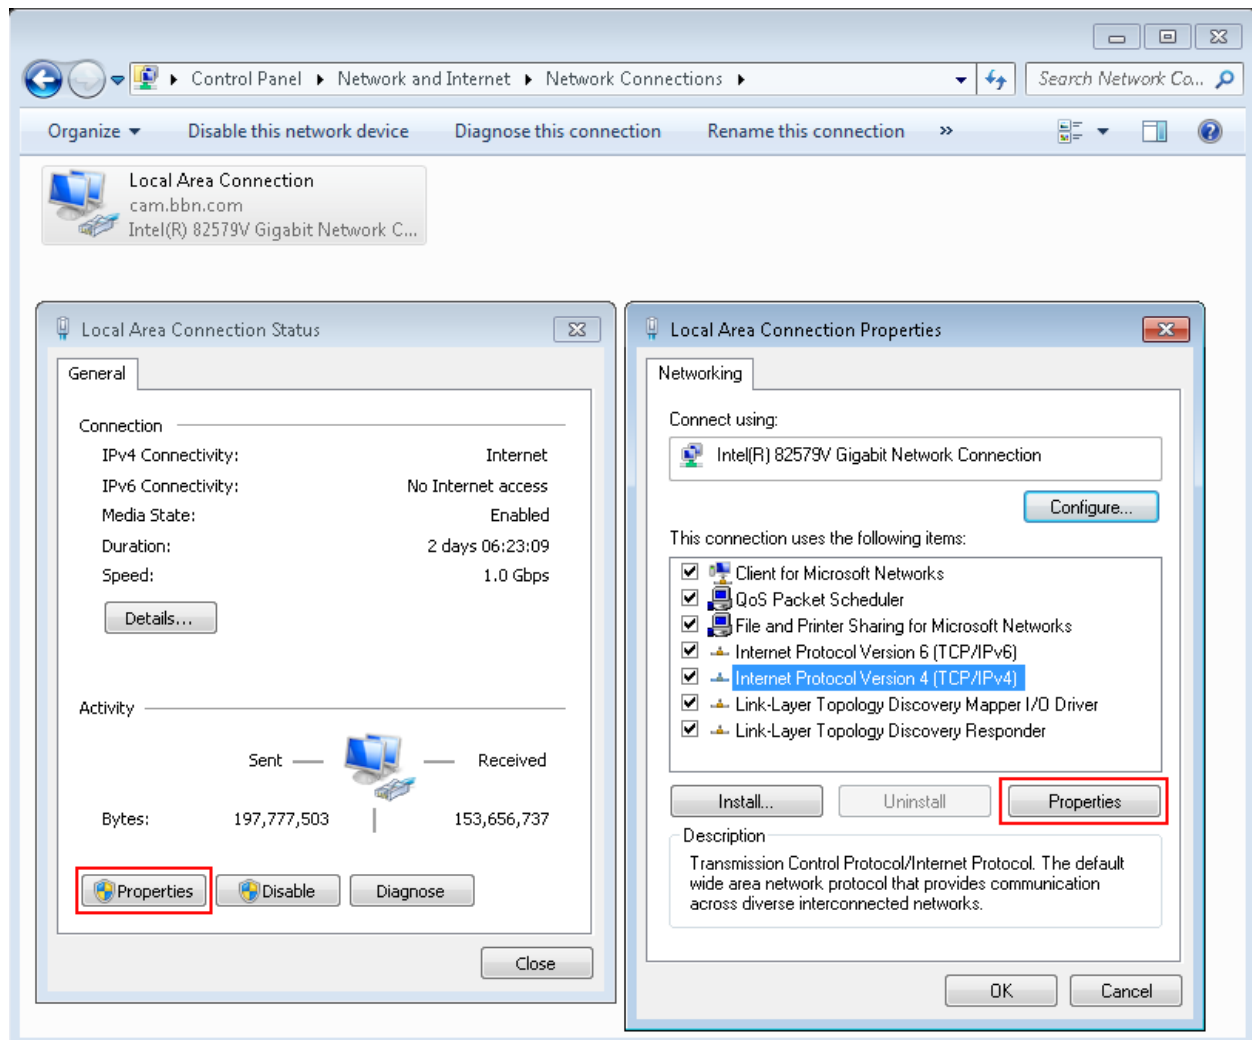 Control Panel Network and Internet Network Connections
Search Network Co...
Organize Disable this network device Diagnose this connection Rename this connection »
Local Area Connection
cam.bbn.com
Intel(R) 82579V Gigabit Network C...
Local Area Connection Status
General
Connection
IPv4 Connectivity: Internet
IPv6 Connectivity: No Internet access
Media State: Enabled
Duration: 2 days 06:23:09
Speed: 1.0 Gbps
Details...
Activity
Sent Received
Bytes: 197,777,503 153,656,737
Properties Disable Diagnose
Close
Local Area Connection Properties
Networking
Connect using:
Intel(R) 82579V Gigabit Network Connection
Configure...
This connection uses the following items:
Client for Microsoft Networks
QoS Packet Scheduler
File and Printer Sharing for Microsoft Networks
Internet Protocol Version 6 (TCP/IPv6)
Internet Protocol Version 4 (TCP/IPv4)
Link-Layer Topology Discovery Mapper I/O Driver
Link-Layer Topology Discovery Responder
Install... Uninstall Properties
Description
Transmission Control Protocol/Internet Protocol. The default
wide area network protocol that provides communication
across diverse interconnected networks.
OK Cancel